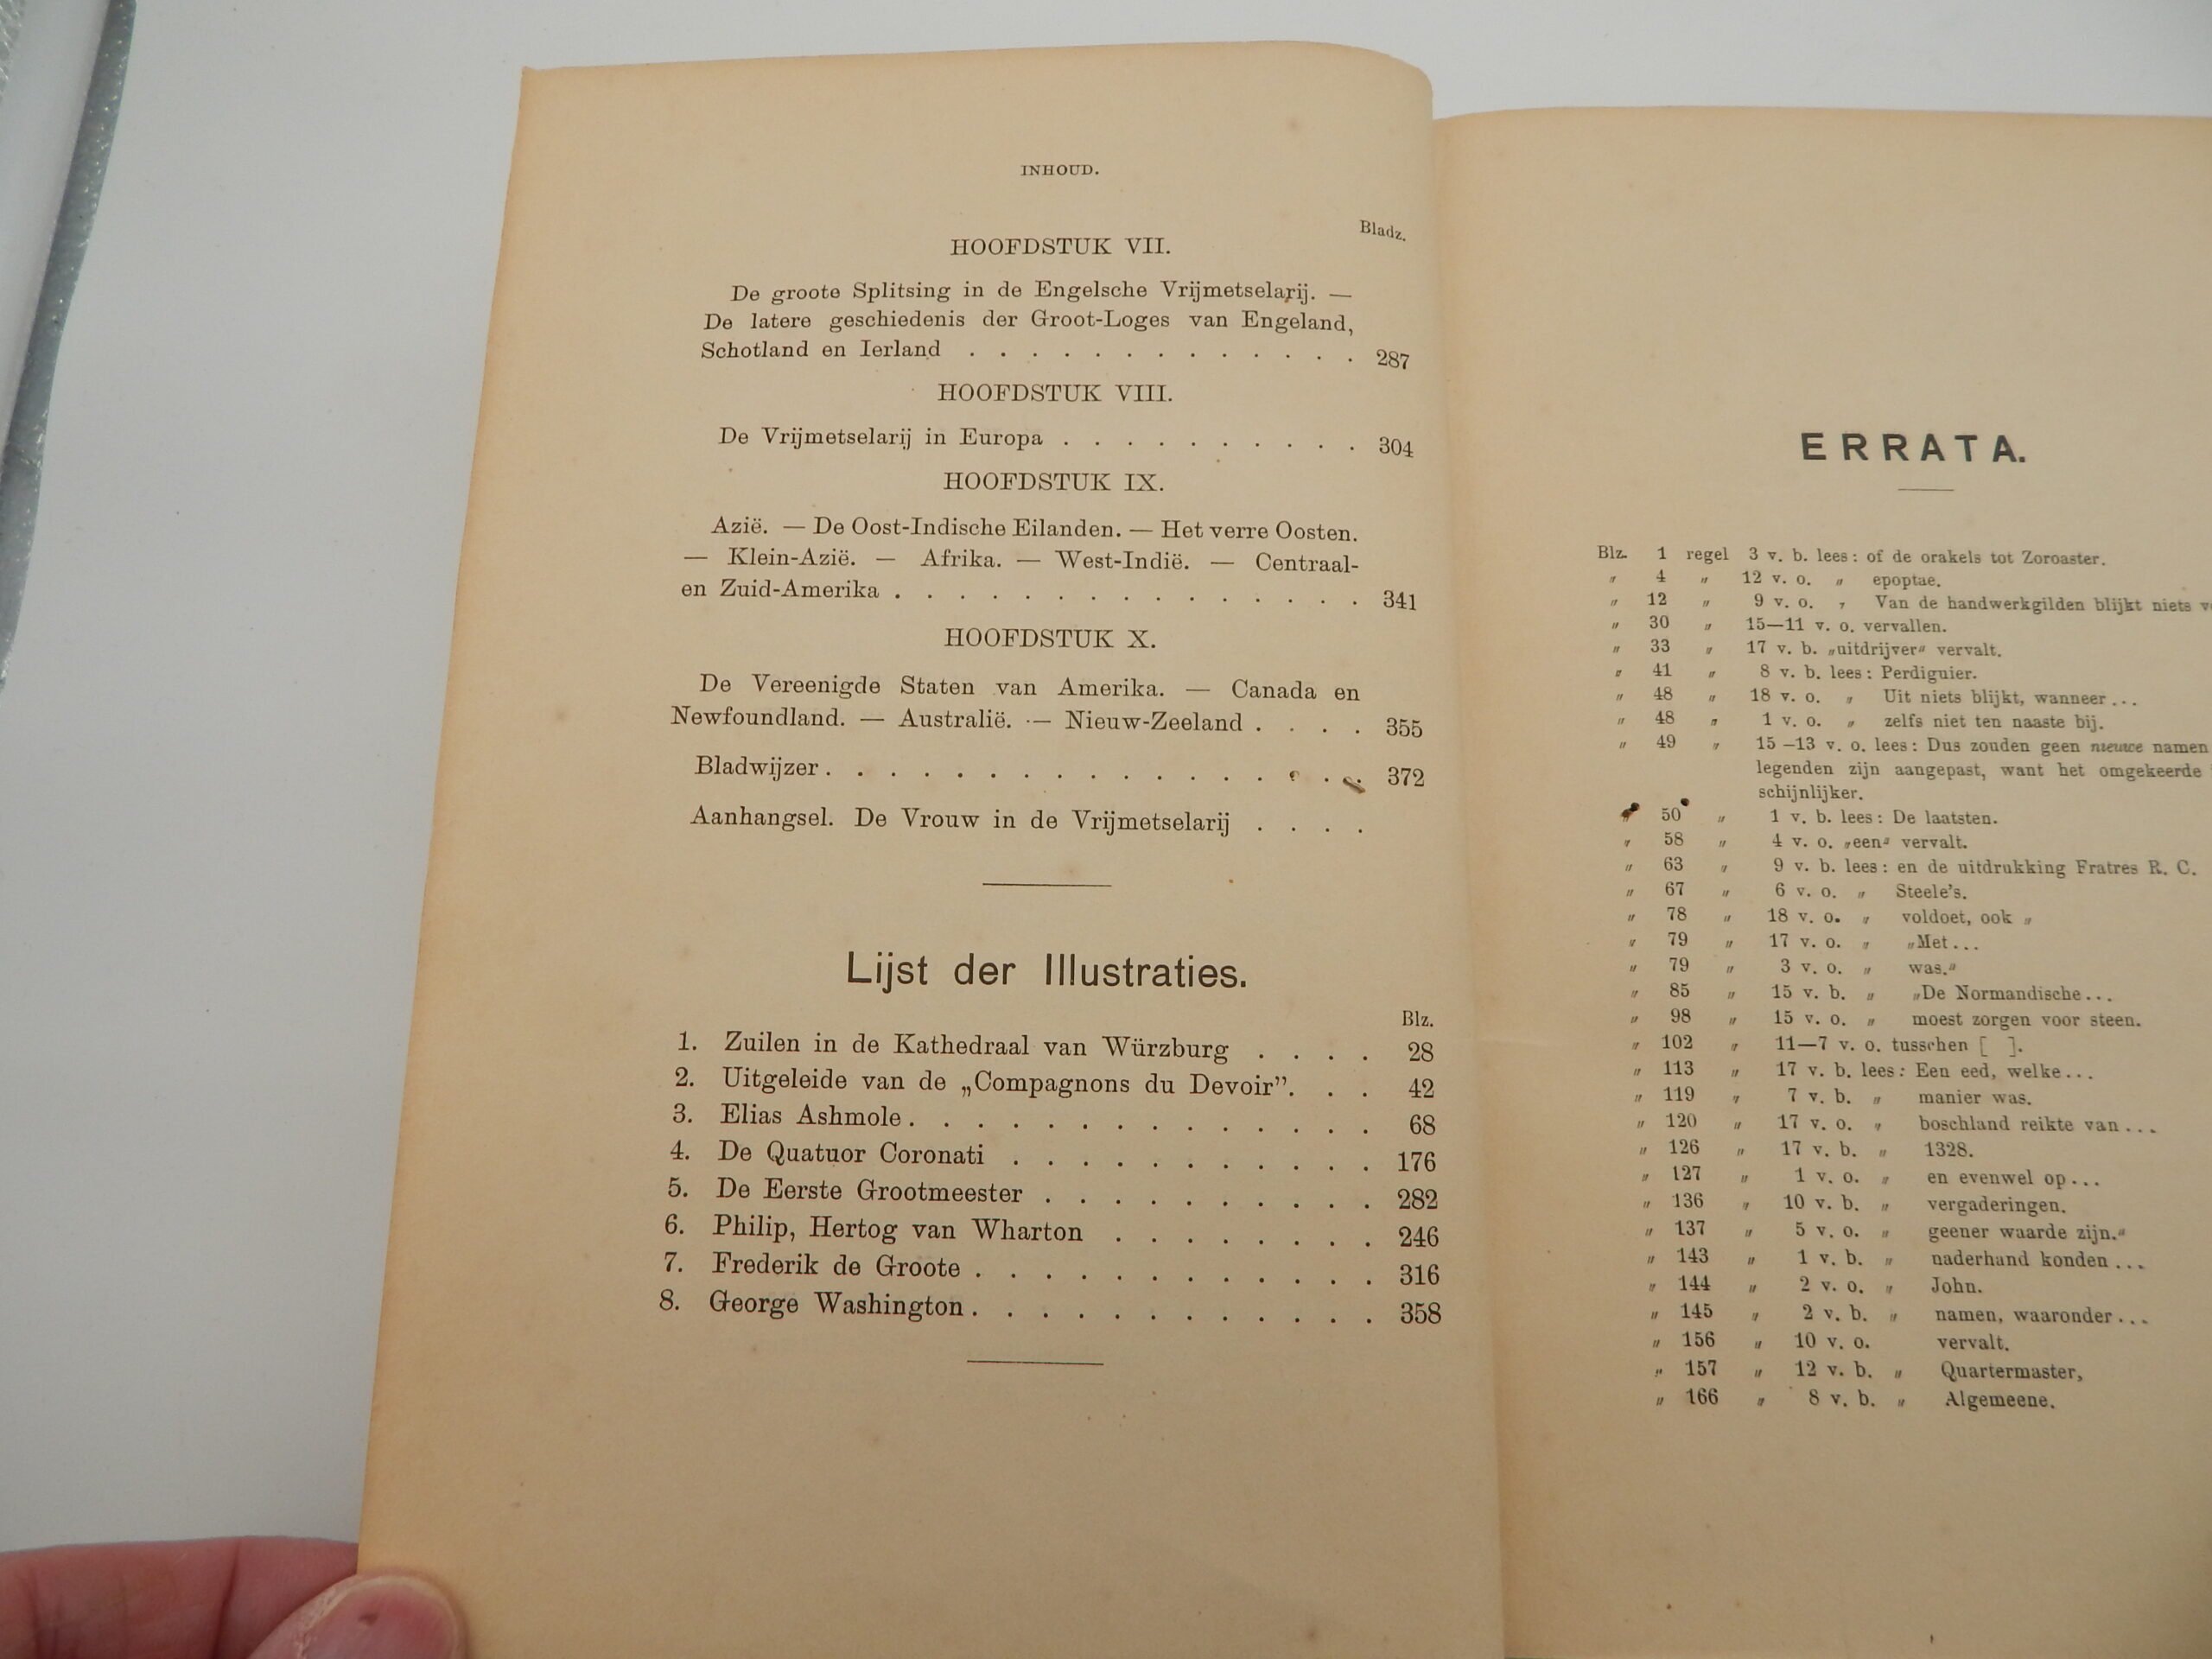 INHOUD.
Bladz.
HOOFDSTUK VII.
De groote Splitsing in de Engelsche Vrijmetselarij. —
De latere geschiedenis der Groot-Loges van Engeland,
Schotland en Ierland . . . . . . . . . . . . . 287
HOOFDSTUK VIII.
De Vrijmetselarij in Europa . . . . . . . . . . 304
HOOFDSTUK IX.
Azië. — De Oost-Indische Eilanden. — Het verre Oosten.
— Klein-Azië. — Afrika. — West-Indië. — Centraal-
en Zuid-Amerika . . . . . . . . . . . . . . . 341
HOOFDSTUK X.
De Vereenigde Staten van Amerika. — Canada en
Newfoundland. — Australië. — Nieuw-Zeeland . . . . 355
Bladwijzer . . . . . . . . . . . . . . . . 372
Aanhangsel. De Vrouw in de Vrijmetselarij . . . .
Lijst der Illustraties.
Blz.
1. Zuilen in de Kathedraal van Würzburg . . . . 28
2. Uitgeleide van de „Compagnons du Devoir”. . . 42
3. Elias Ashmole . . . . . . . . . . . . . 68
4. De Quatuor Coronati . . . . . . . . . . 176
5. De Eerste Grootmeester . . . . . . . . . . 282
6. Philip, Hertog van Wharton . . . . . . . . 246
7. Frederik de Groote . . . . . . . . . . . . 316
8. George Washington . . . . . . . . . . . . 358
ERRATA.
Blz. 1 regel 3 v. b. lees: of de orakels tot Zoroaster.
„ 4 „ 12 v. o. „ epoptae.
„ 12 „ 9 v. o. „ Van de handwerkgilden blijkt niets
„ 30 „ 15—11 v. o. vervallen.
„ 33 „ 17 v. b. „uitdrijver" vervalt.
„ 41 „ 8 v. b. lees: Perdiguier.
„ 48 „ 18 v. o. „ Uit niets blijkt, wanneer...
„ 48 „ 1 v. o. „ zelfs niet ten naaste bij.
„ 49 „ 15—13 v. o. lees: Dus zouden geen nieuwe namen
legenden zijn aangepast, want het omgekeerde
schijnlijker.
„ 50 „ 1 v. b. lees: De laatsten.
„ 58 „ 4 v. o. „een" vervalt.
„ 63 „ 9 v. b. lees: en de uitdrukking Fratres R. C.
„ 67 „ 6 v. o. „ Steele's.
„ 78 „ 18 v. o. „ voldoet, ook „
„ 79 „ 17 v. o. „ „Met...
„ 79 „ 3 v. o. „ was."
„ 85 „ 15 v. b. „ „De Normandische...
„ 98 „ 15 v. o. „ moest zorgen voor steen.
„ 102 „ 11—7 v. o. tusschen [ ].
„ 113 „ 17 v. b. lees: Een eed, welke...
„ 119 „ 7 v. b. „ manier was.
„ 120 „ 17 v. o. „ boschland reikte van...
„ 126 „ 17 v. b. „ 1328.
„ 127 „ 1 v. o. „ en evenwel op...
„ 136 „ 10 v. b. „ vergaderingen.
„ 137 „ 5 v. o. „ geener waarde zijn."
„ 143 „ 1 v. b. „ naderhand konden...
„ 144 „ 2 v. o. „ John.
„ 145 „ 2 v. b. „ namen, waaronder...
„ 156 „ 10 v. o. vervalt.
„ 157 „ 12 v. b. „ Quartermaster,
„ 166 „ 8 v. b. „ Algemeene.